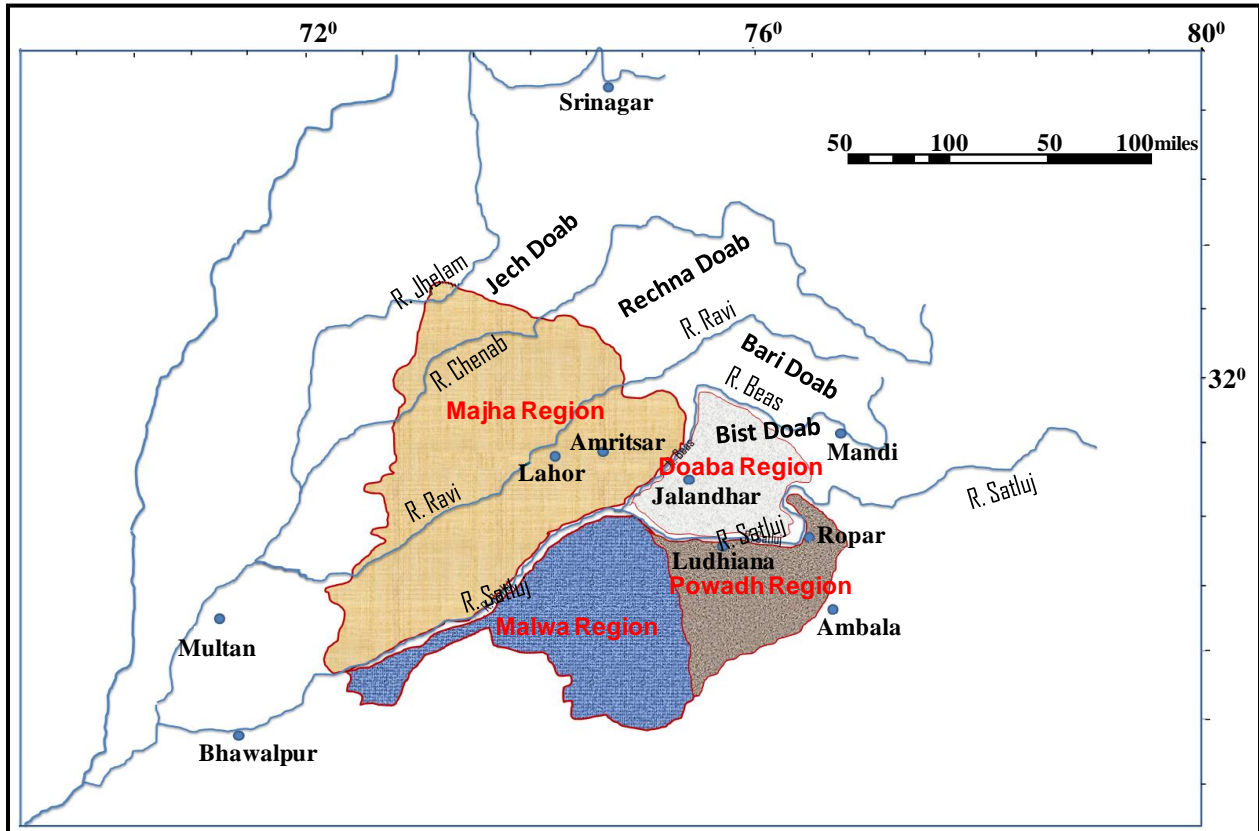 72⁰ 76⁰ 80⁰
Srinagar
50 100 50 100miles
Jech Doab
Rechna Doab
R. Jhelam
R. Ravi
Bari Doab
R. Chenab
R. Beas
32⁰
Majha Region
Bist Doab
Amritsar
Mandi
Beas
Lahor
Doaba Region
Jalandhar
R. Ravi
R. Satluj
R. Satluj
Ropar
Ludhiana
Powadh Region
R. Satluj
Malwa Region
Ambala
Multan
Bhawalpur